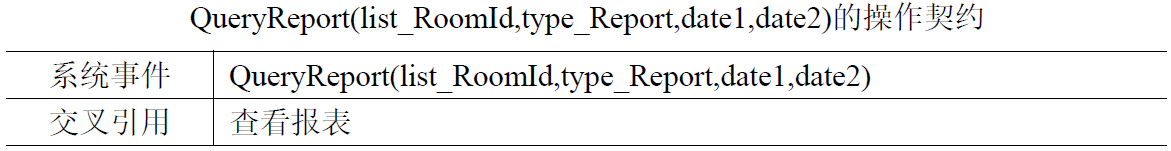 QueryReport(list_RoomId,type_Report,date1,date2)的操作契约
系统事件 QueryReport(list_RoomId,type_Report,date1,date2)
交叉引用 查看报表